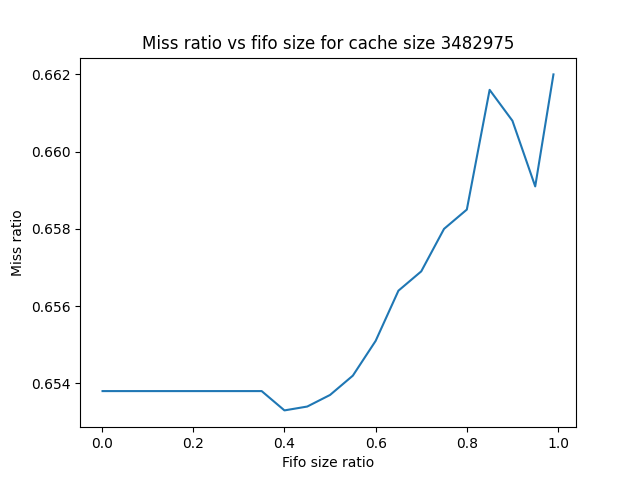 Miss ratio vs fifo size for cache size 3482975
0.662
0.660
0.658
0.656
0.654
Miss ratio
0.0 0.2 0.4 0.6 0.8 1.0
Fifo size ratio